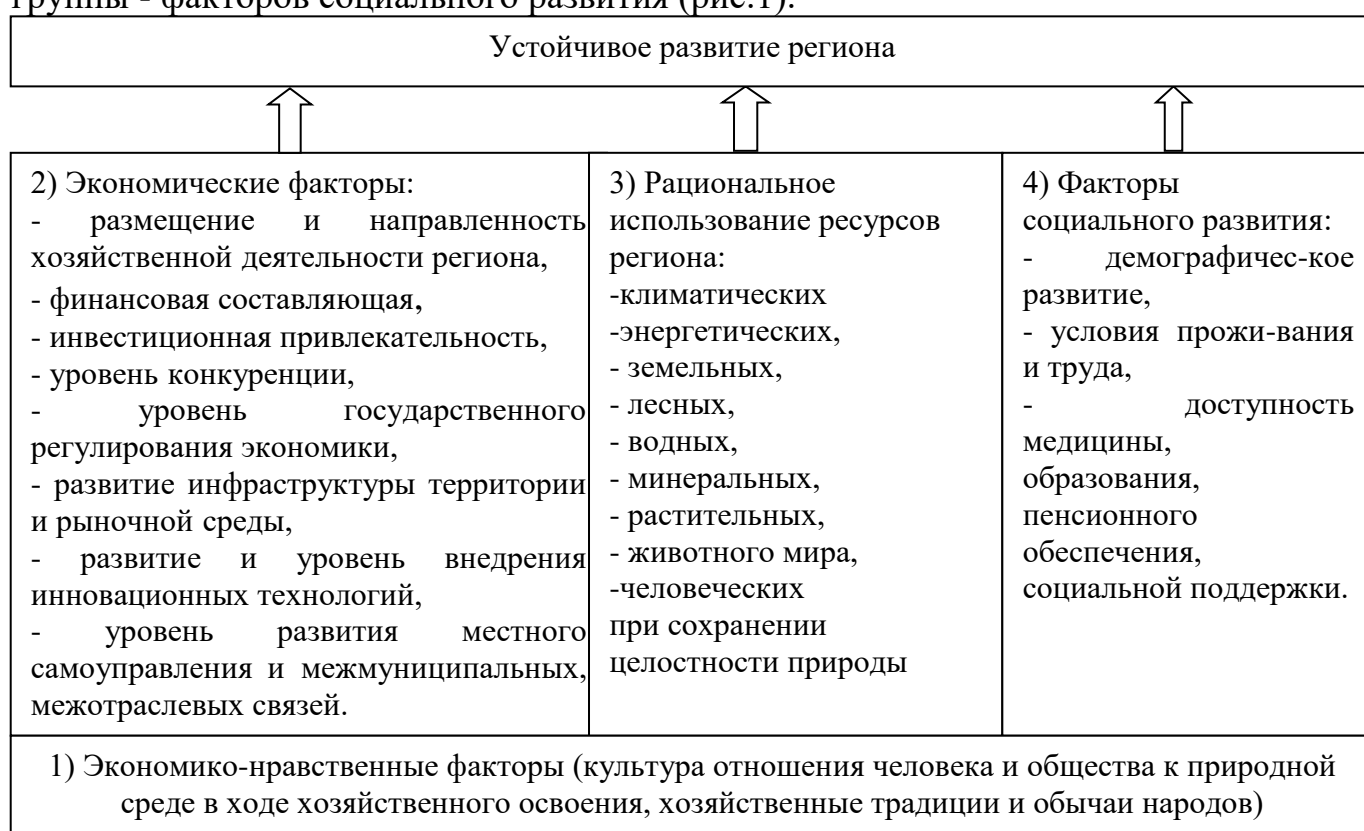 Группы - факторов социального развития (рис.1).
Устойчивое развитие региона
2) Экономические факторы:
- размещение и направленность
хозяйственной деятельности региона,
- финансовая составляющая,
- инвестиционная привлекательность,
- уровень конкуренции,
- уровень государственного
регулирования экономики,
- развитие инфраструктуры территории
и рыночной среды,
- развитие и уровень внедрения
инновационных технологий,
- уровень развития местного
самоуправления и межмуниципальных,
межотраслевых связей.
3) Рациональное
использование ресурсов
региона:
-климатических
-энергетических,
- земельных,
- лесных,
- водных,
- минеральных,
- растительных,
- животного мира,
-человеческих
при сохранении
целостности природы
4) Факторы
социального развития:
- демографичес-кое
развитие,
- условия прожи-вания
и труда,
- доступность
медицины,
образования,
пенсионного
обеспечения,
социальной поддержки.
1) Экономико-нравственные факторы (культура отношения человека и общества к природной
среде в ходе хозяйственного освоения, хозяйственные традиции и обычаи народов)